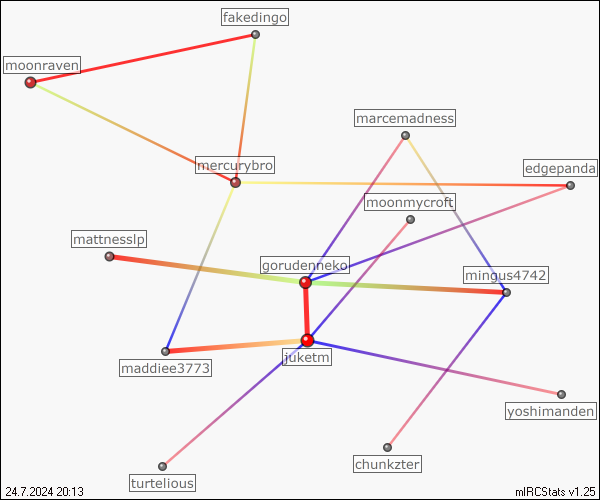 fakedingo
moonraven
marcemadness
mercurybro
edgepanda
moonmycroft
mattnesslp
gorudenneko
mingus4742
juketm
maddiee3773
yoshimanden
chunkzter
turtelious
24.7.2024 20:13
mIRCStats v1.25